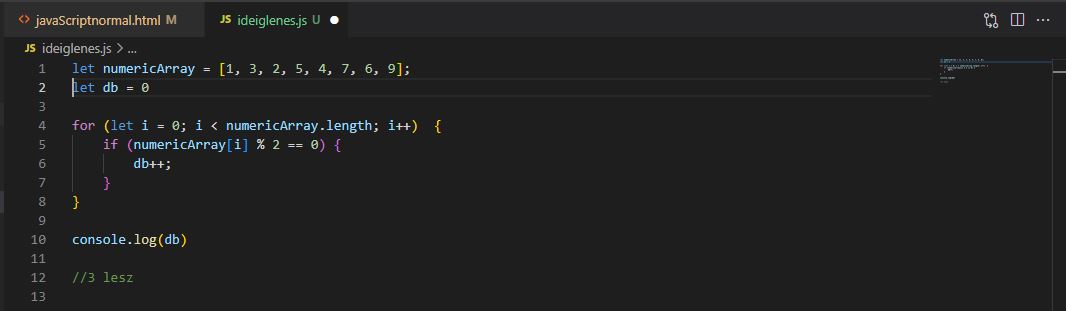 <> javaScriptnormal.html M
JS ideiglenes.js U ●
JS ideiglenes.js > ...
1 let numericArray = [1, 3, 2, 5, 4, 7, 6, 9];
2 let db = 0
3
4 for (let i = 0; i < numericArray.length; i++)  {
5     if (numericArray[i] % 2 == 0) {
6         db++;
7     }
8 }
9
10 console.log(db)
11
12 //3 lesz
13